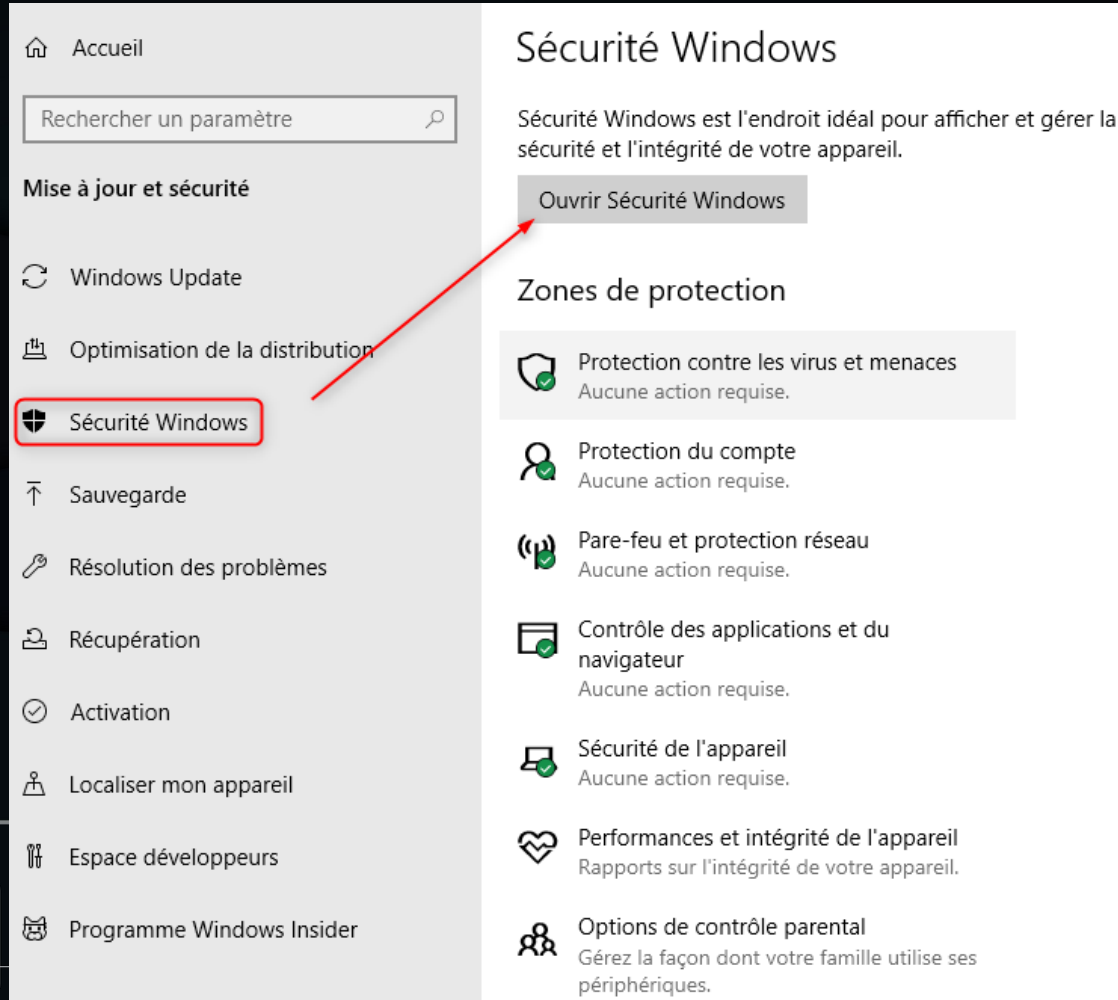 Accueil
Rechercher un paramètre
Mise à jour et sécurité
Windows Update
Optimisation de la distribution
Sécurité Windows
Sauvegarde
Résolution des problèmes
Récupération
Activation
Localiser mon appareil
Espace développeurs
Programme Windows Insider
Sécurité Windows
Sécurité Windows est l'endroit idéal pour afficher et gérer la
sécurité et l'intégrité de votre appareil.
Ouvrir Sécurité Windows
Zones de protection
Protection contre les virus et menaces
Aucune action requise.
Protection du compte
Aucune action requise.
Pare-feu et protection réseau
Aucune action requise.
Contrôle des applications et du
navigateur
Aucune action requise.
Sécurité de l'appareil
Aucune action requise.
Performances et intégrité de l'appareil
Rapports sur l'intégrité de votre appareil.
Options de contrôle parental
Gérez la façon dont votre famille utilise ses
périphériques.